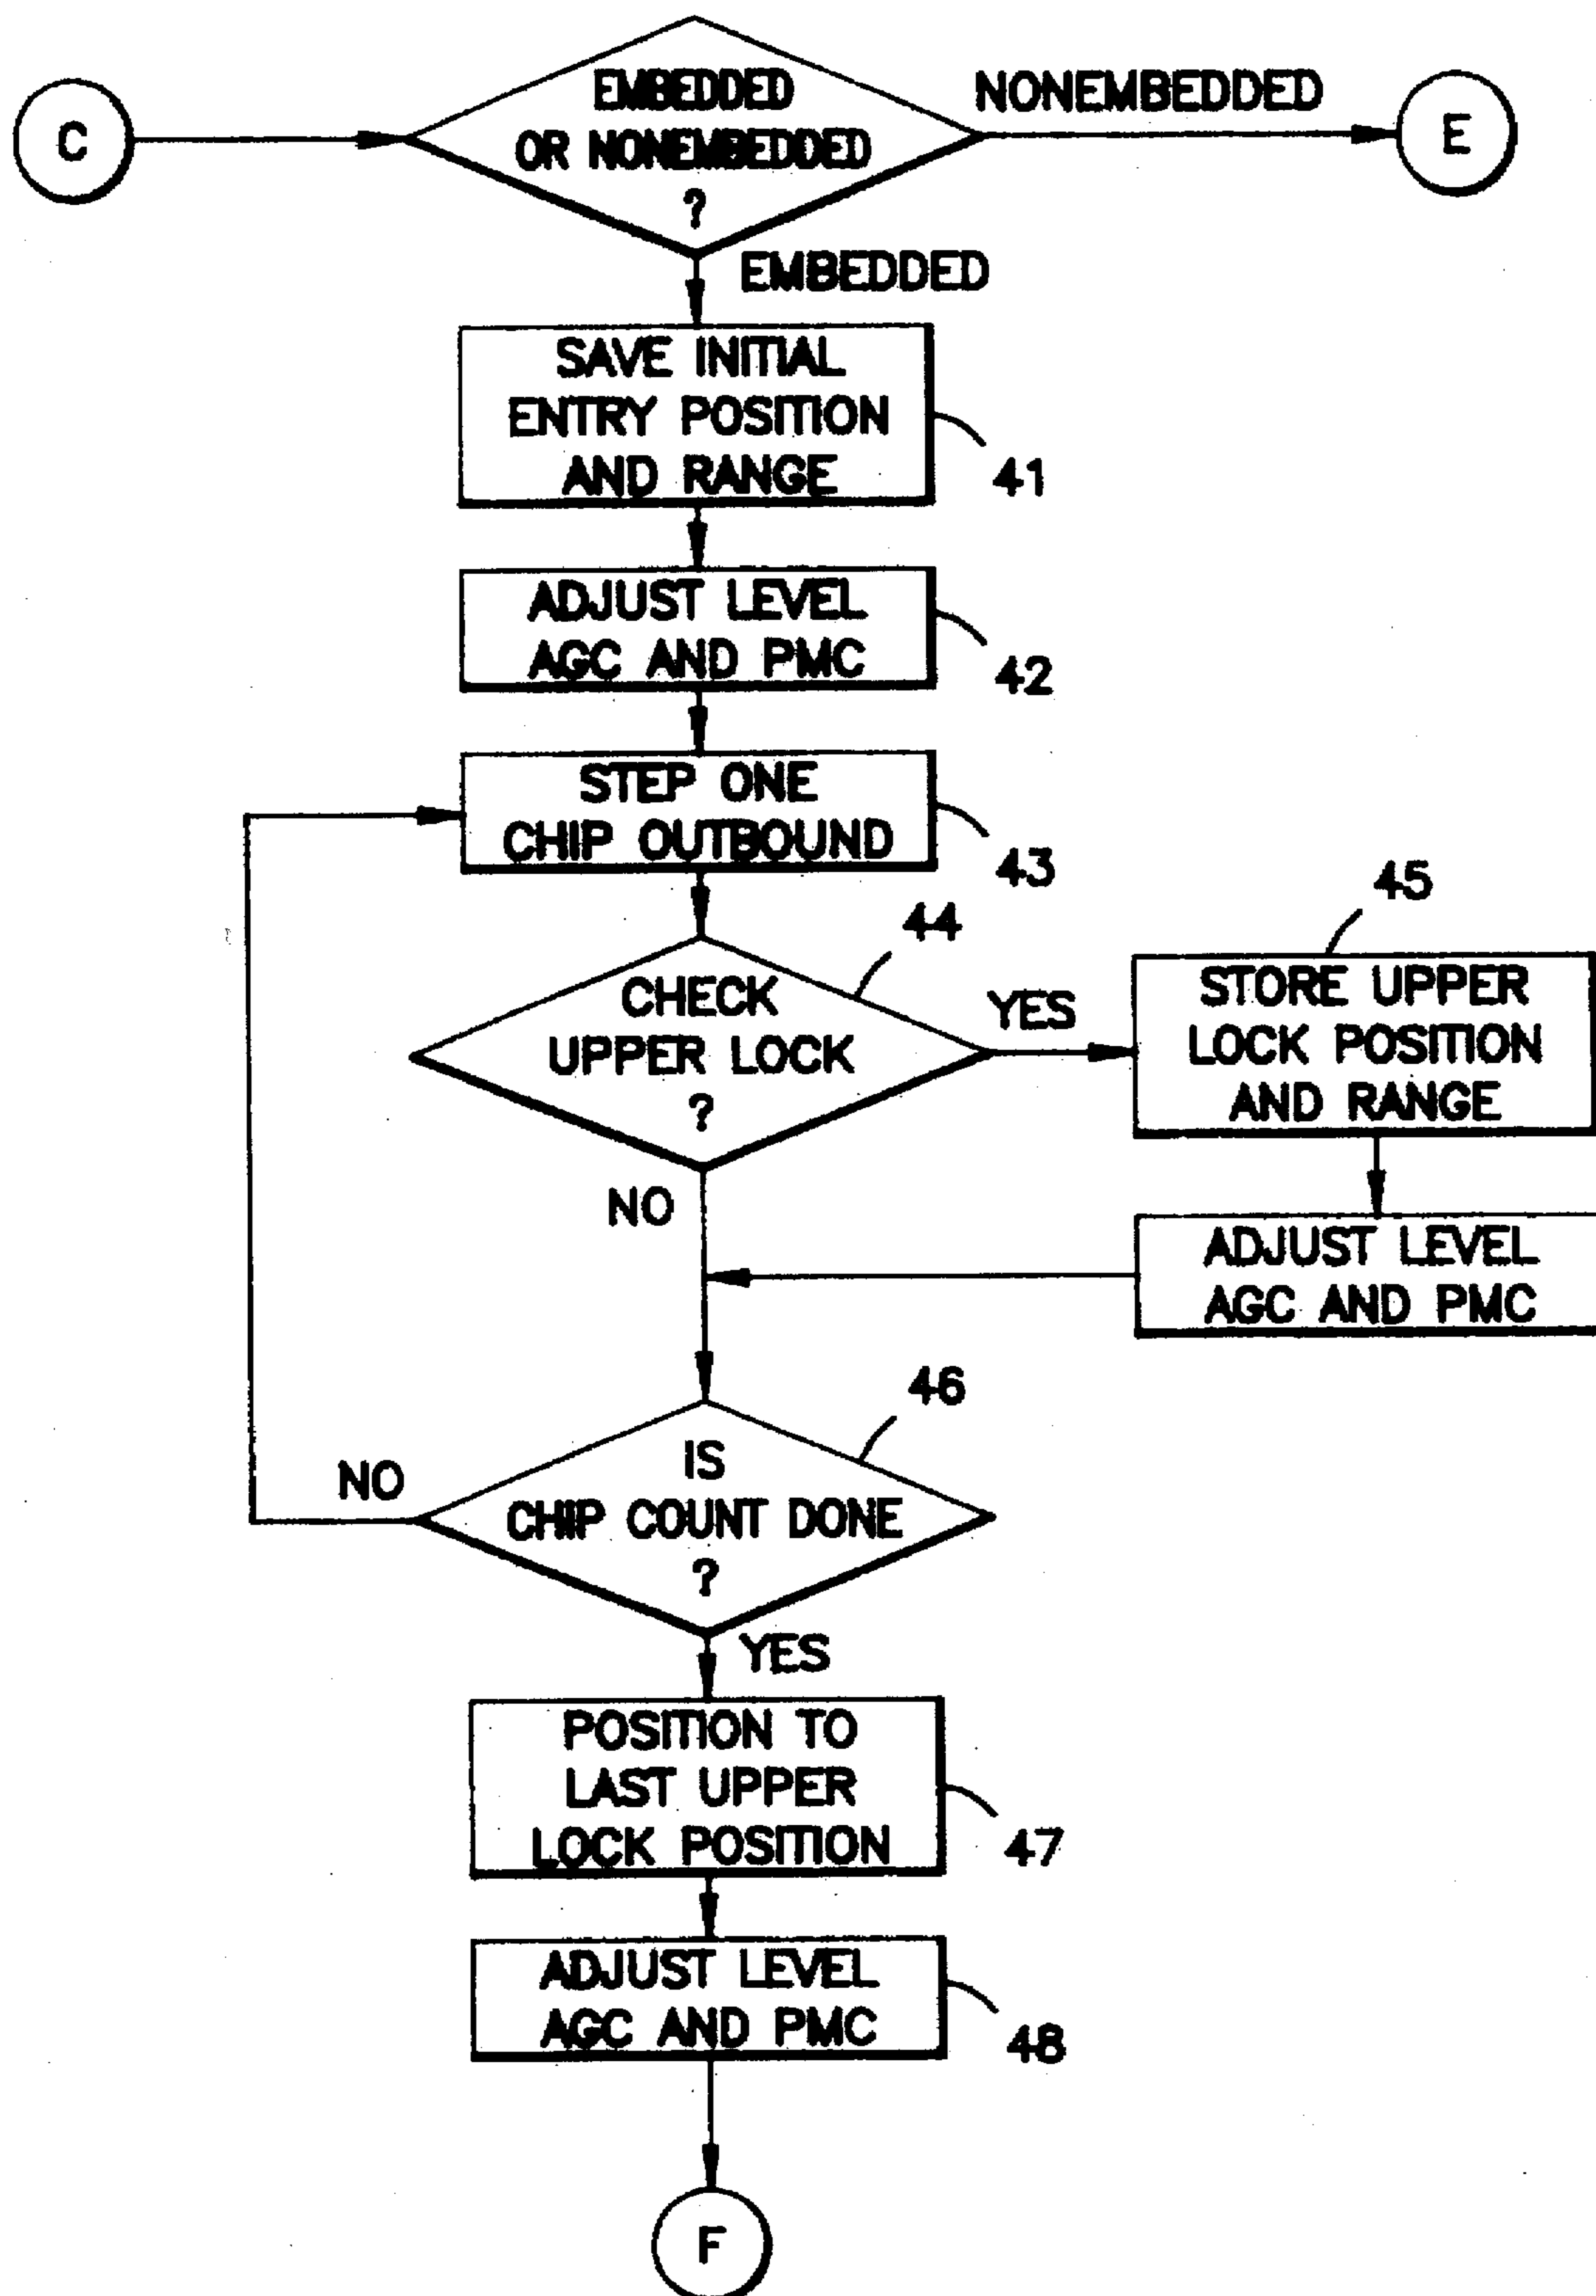 C
EMBEDDED
OR NONEMBEDDED
?
NONEMBEDDED
E
EMBEDDED
SAVE INITIAL
ENTRY POSITION
AND RANGE
41
ADJUST LEVEL
AGC AND PMC
42
STEP ONE
CHIP OUTBOUND
43
CHECK
UPPER LOCK
?
44
YES
45
STORE UPPER
LOCK POSITION
AND RANGE
NO
ADJUST LEVEL
AGC AND PMC
46
IS
CHIP COUNT DONE
?
NO
YES
POSITION TO
LAST UPPER
LOCK POSITION
47
ADJUST LEVEL
AGC AND PMC
48
F